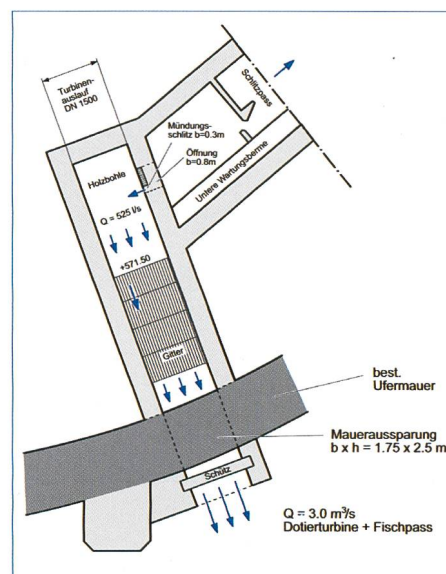 Turbinen-
auslauf
DN 1500
Schlitzpass
Mündungs-
schlitz b=0.3m
Öffnung
b=0.8m
Holzbohle
Untere Wartungsberme
Q = 525 l/s
+571.50
Gitter
best.
Ufermauer
Maueraussparung
b x h = 1.75 x 2.5 m
Schütz
Q = 3.0 m³/s
Dotierturbine + Fischpass